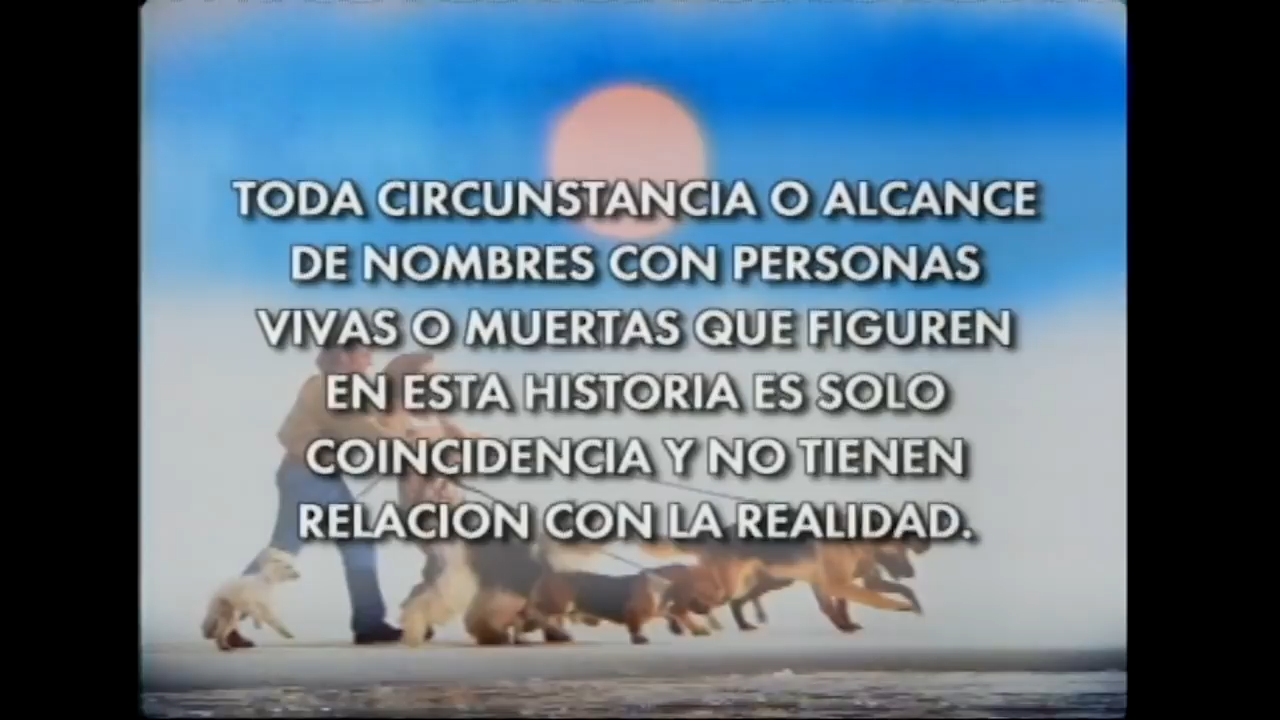 TODA CIRCUNSTANCIA O ALCANCE
DE NOMBRES CON PERSONAS
VIVAS O MUERTAS QUE FIGUREN
EN ESTA HISTORIA ES SOLO
COINCIDENCIA Y NO TIENEN
RELACION CON LA REALIDAD.